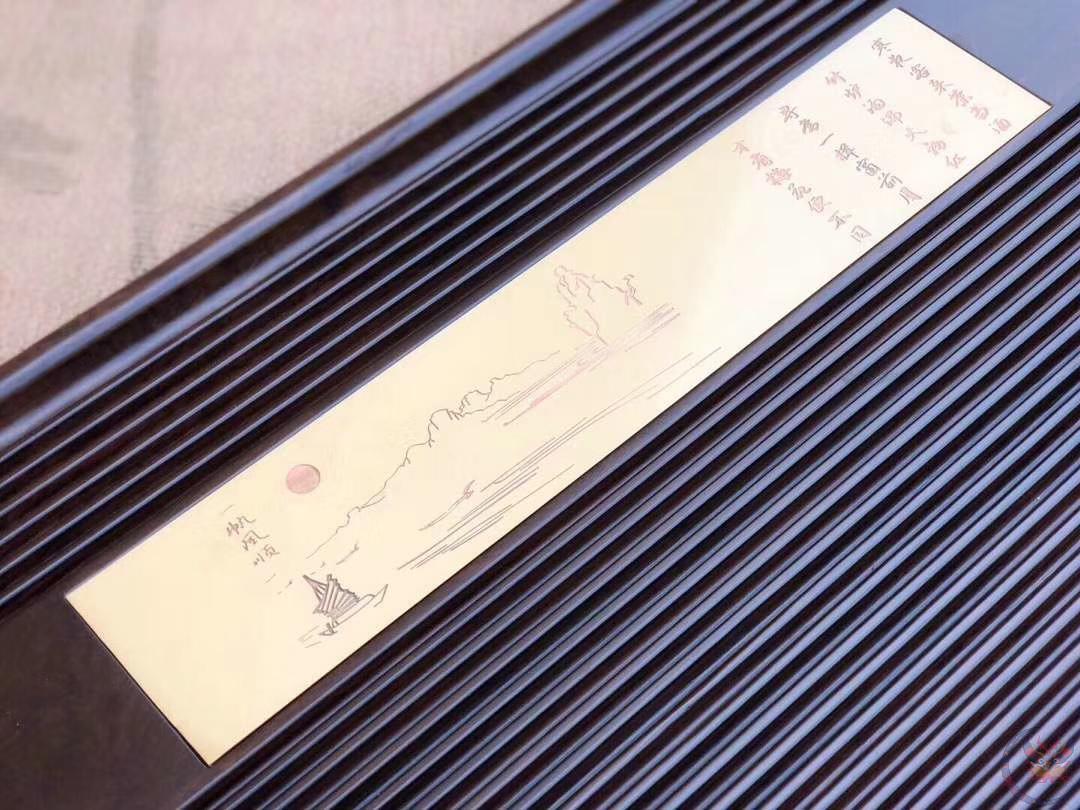 寒夜客来茶当酒
竹炉汤沸火初红
寻常一样窗前月
才有梅花便不同
一帆风顺